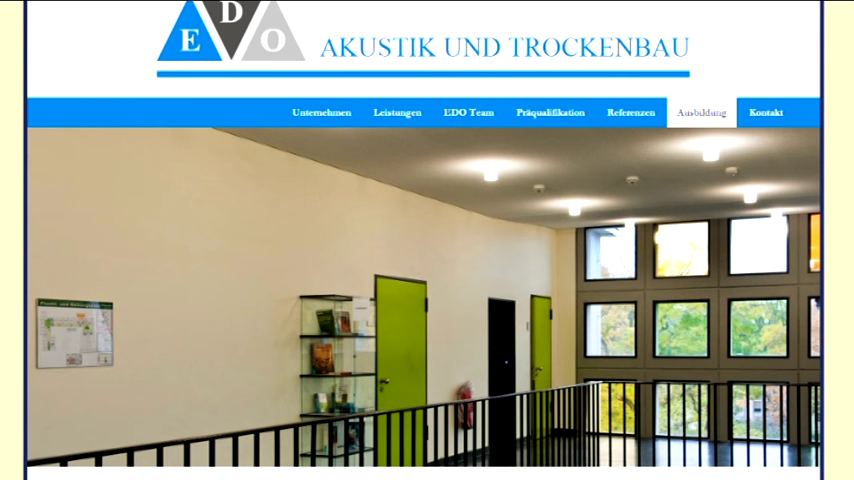 E D O
AKUSTIK UND TROCKENBAU
Unternehmen Leistungen EDO Team Präqualifikation Referenzen Ausbildung Kontakt